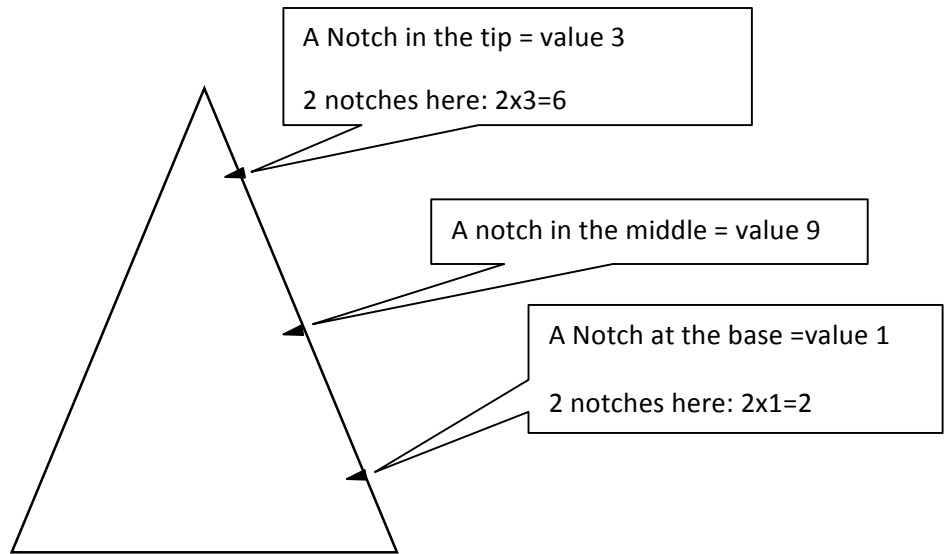 A Notch in the tip = value 3
2 notches here: 2x3=6
A notch in the middle = value 9
A Notch at the base =value 1
2 notches here: 2x1=2